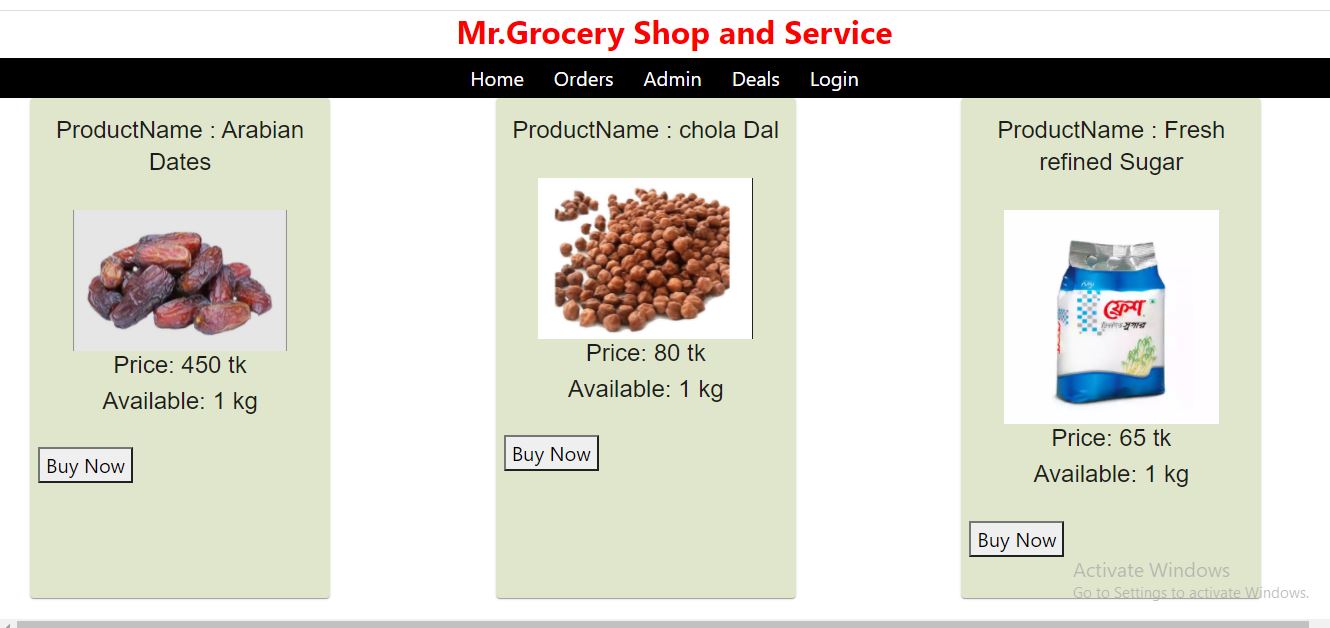 Mr.Grocery Shop and Service
Home Orders Admin Deals Login
ProductName : Arabian
Dates
Price: 450 tk
Available: 1 kg
Buy Now
ProductName : chola Dal
Price: 80 tk
Available: 1 kg
Buy Now
ProductName : Fresh
refined Sugar
ফ্রেশ
সুগার
Price: 65 tk
Available: 1 kg
Buy Now
Activate Windows
Go to Settings to activate Windows.